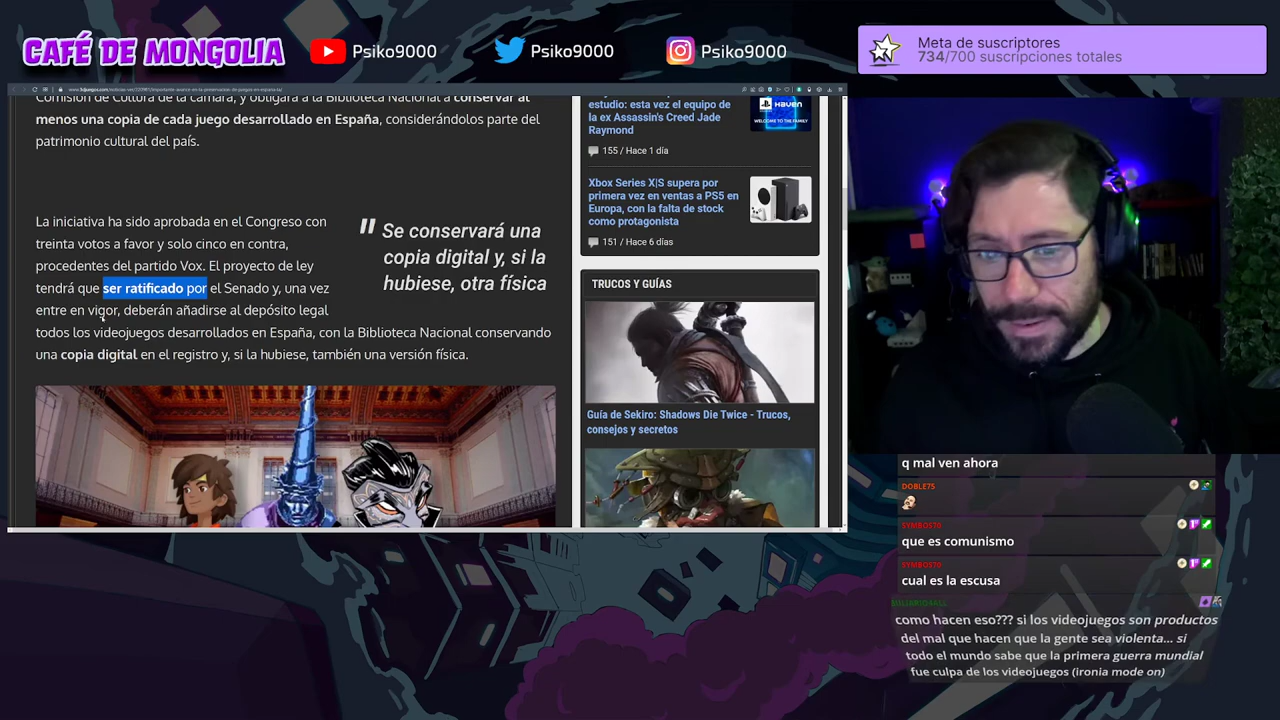 CAFÉ DE MONGOLIA
Psiko9000
Psiko9000
Psiko9000
Meta de suscriptores
734/700 suscripciones totales
Comisión de Cultura de la cámara, y obligará a la Biblioteca Nacional a conservar al
menos una copia de cada juego desarrollado en España, considerándolos parte del
patrimonio cultural del país.
La iniciativa ha sido aprobada en el Congreso con
treinta votos a favor y solo cinco en contra,
procedentes del partido Vox. El proyecto de ley
tendrá que ser ratificado por el Senado y, una vez
entre en vigor, deberán añadirse al depósito legal
todos los videojuegos desarrollados en España, con la Biblioteca Nacional conservando
una copia digital en el registro y, si la hubiese, también una versión física.
" Se conservará una
copia digital y, si la
hubiese, otra física
estudio: esta vez el equipo de
la ex Assassin's Creed Jade
Raymond
155 / Hace 1 día
HAVEN
WELCOME TO THE FAMILY
Xbox Series X|S supera por
primera vez en ventas a PS5 en
Europa, con la falta de stock
como protagonista
151 / Hace 6 días
TRUCOS Y GUÍAS
Guía de Sekiro: Shadows Die Twice - Trucos,
consejos y secretos
q mal ven ahora
DOBLE75
SYMBOS70
que es comunismo
SYMBOS70
cual es la escusa
como hacen eso??? si los videojuegos son productos
del mal que hacen que la gente sea violenta... si
todo el mundo sabe que la primera guerra mundial
fue culpa de los videojuegos (ironia mode on)